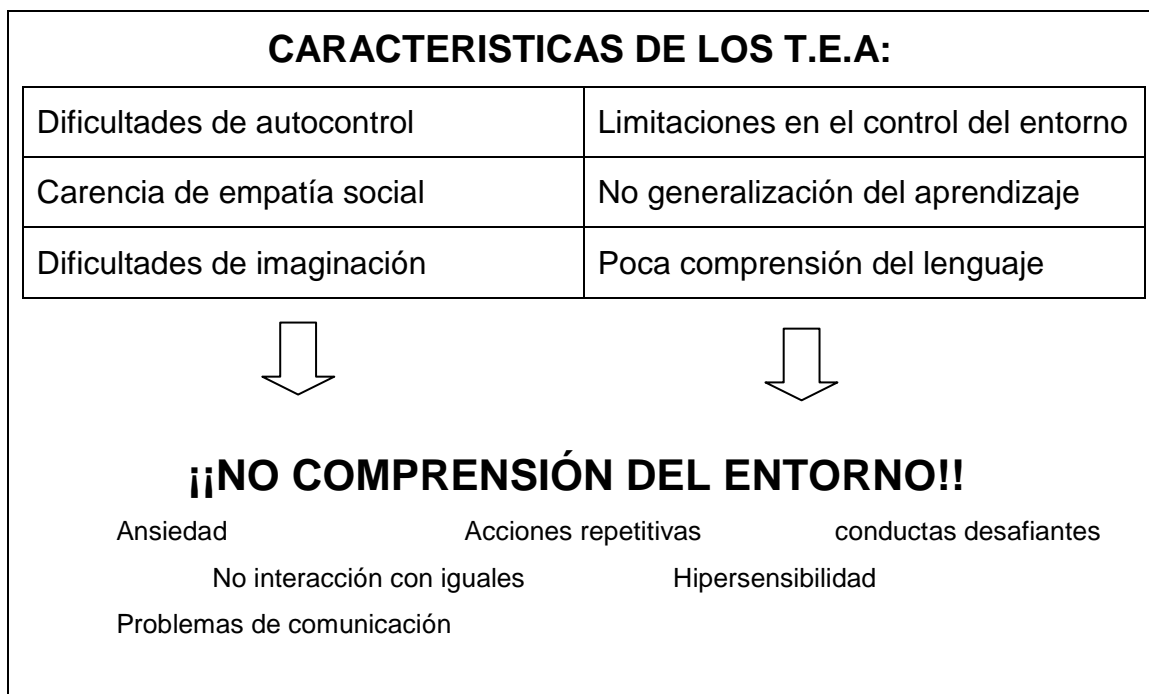 CARACTERISTICAS DE LOS T.E.A:
Dificultades de autocontrol Limitaciones en el control del entorno
Carencia de empatía social No generalización del aprendizaje
Dificultades de imaginación Poca comprensión del lenguaje
¡¡NO COMPRENSIÓN DEL ENTORNO!!
Ansiedad Acciones repetitivas conductas desafiantes
No interacción con iguales Hipersensibilidad
Problemas de comunicación